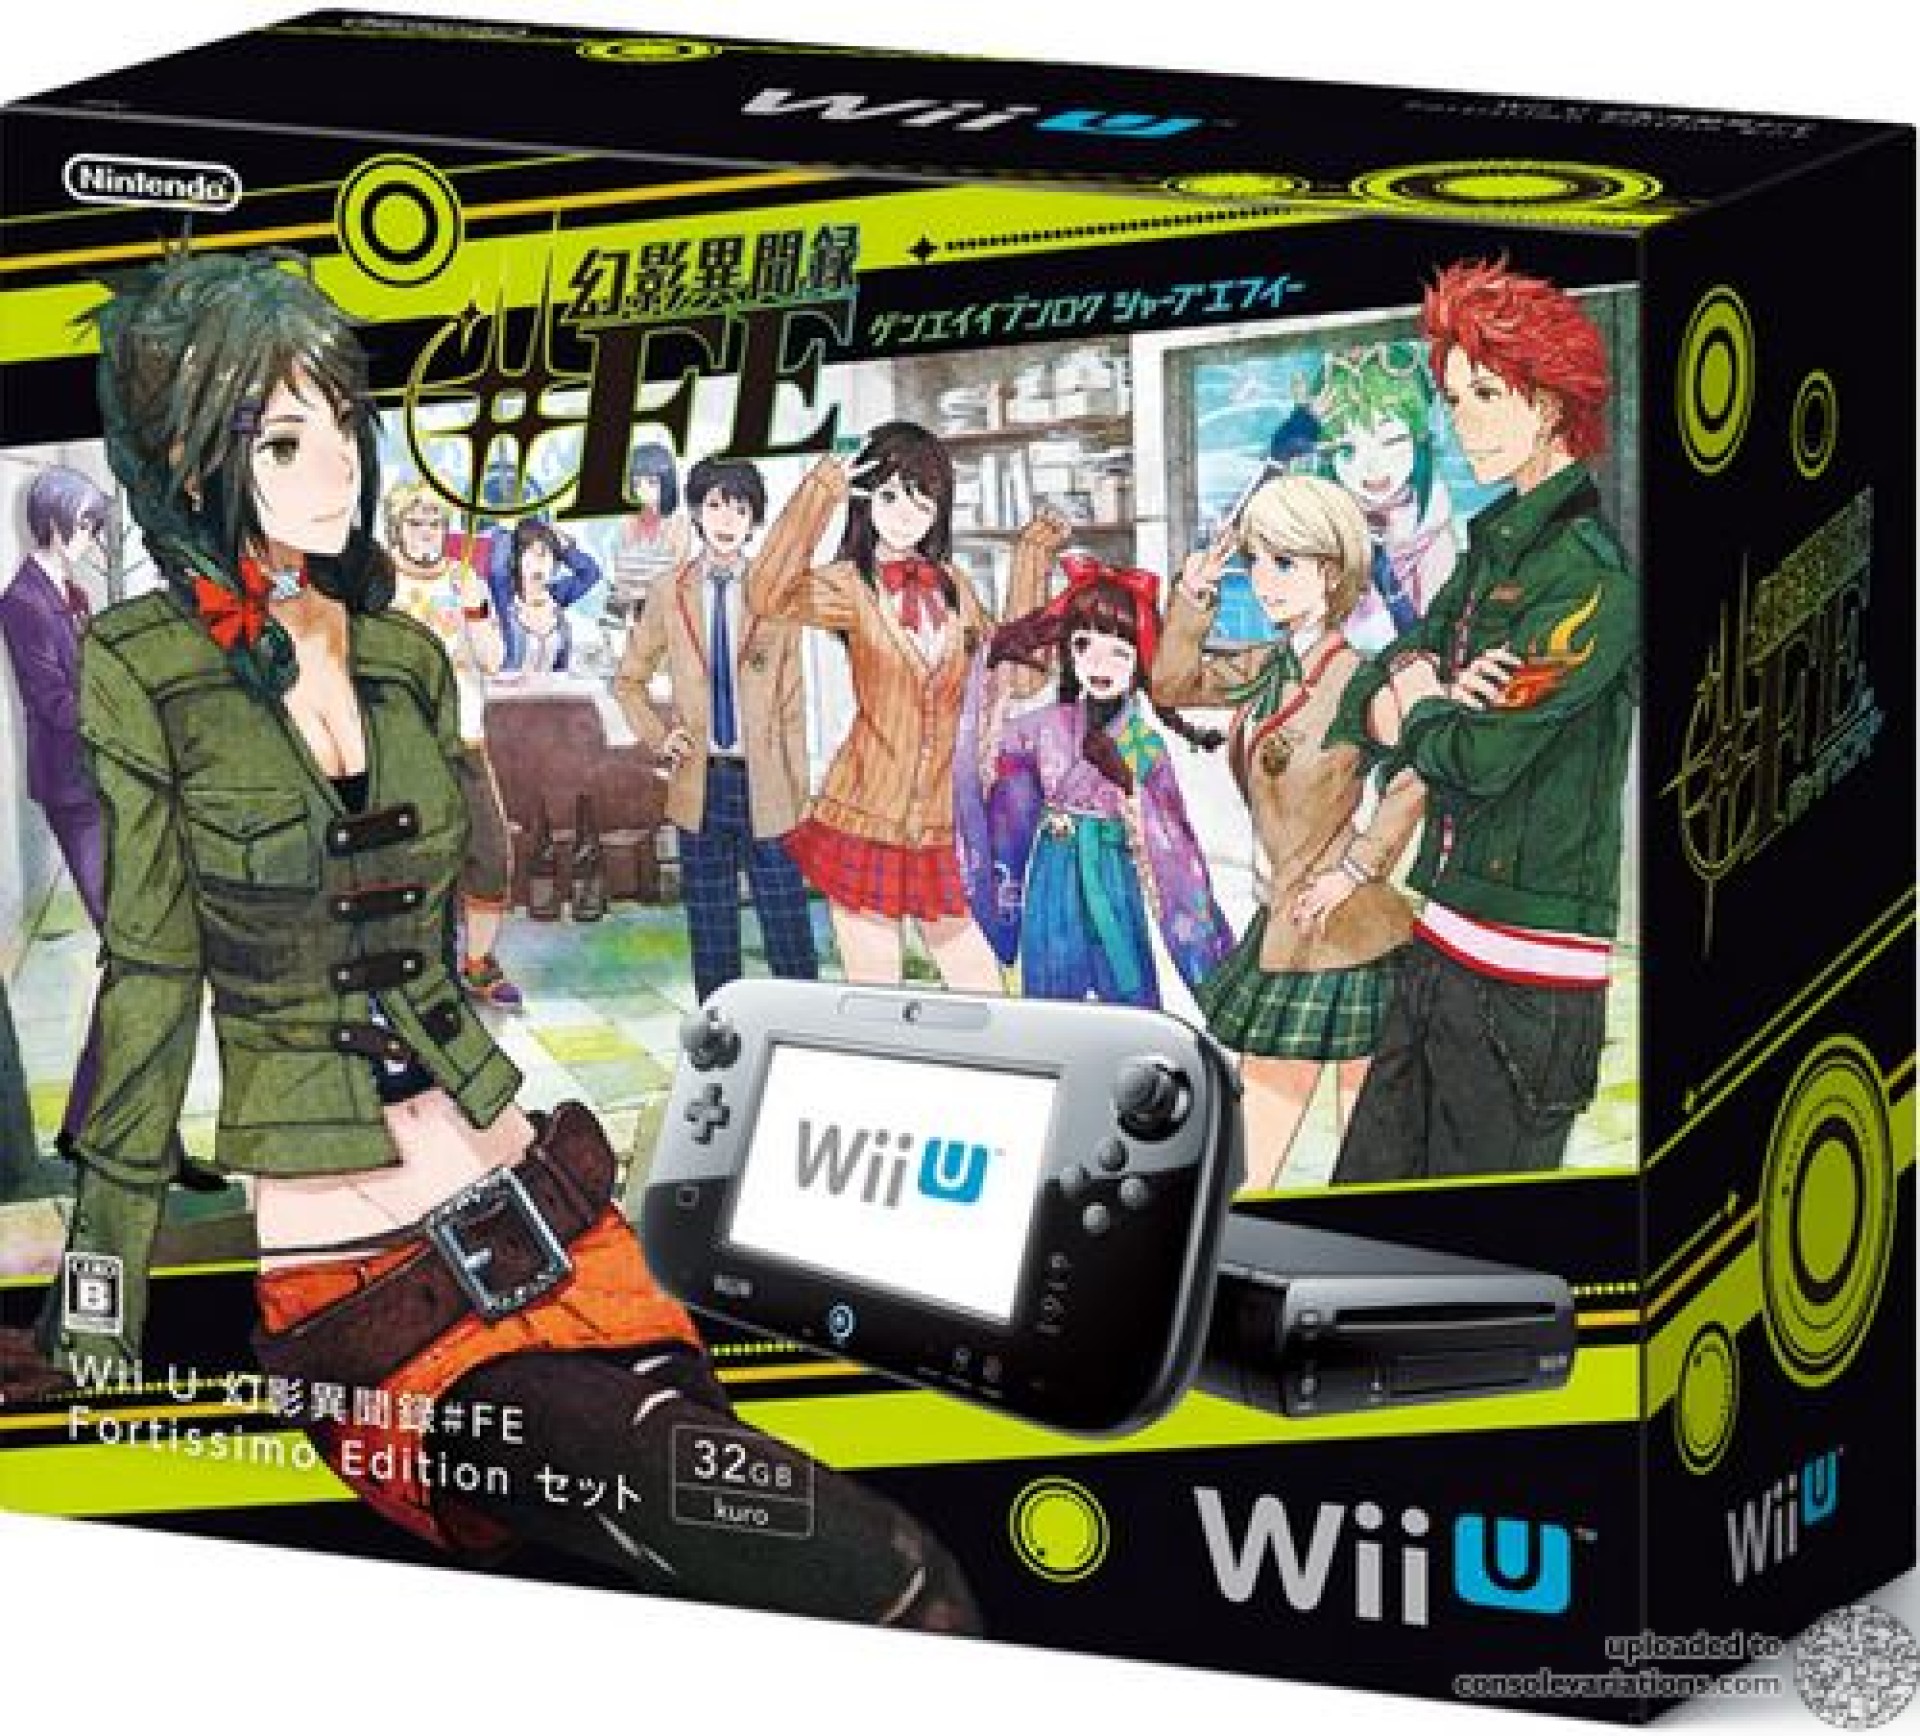 Wii U
Nintendo
幻影異聞録
#FE
ゲンエイイブンロク シャープエフイー
Wii U
B
Wii U 幻影異聞録#FE
Fortissimo Edition セット
32GB
kuro
Wii U™
Wii U
uploaded to
consolevariations.com